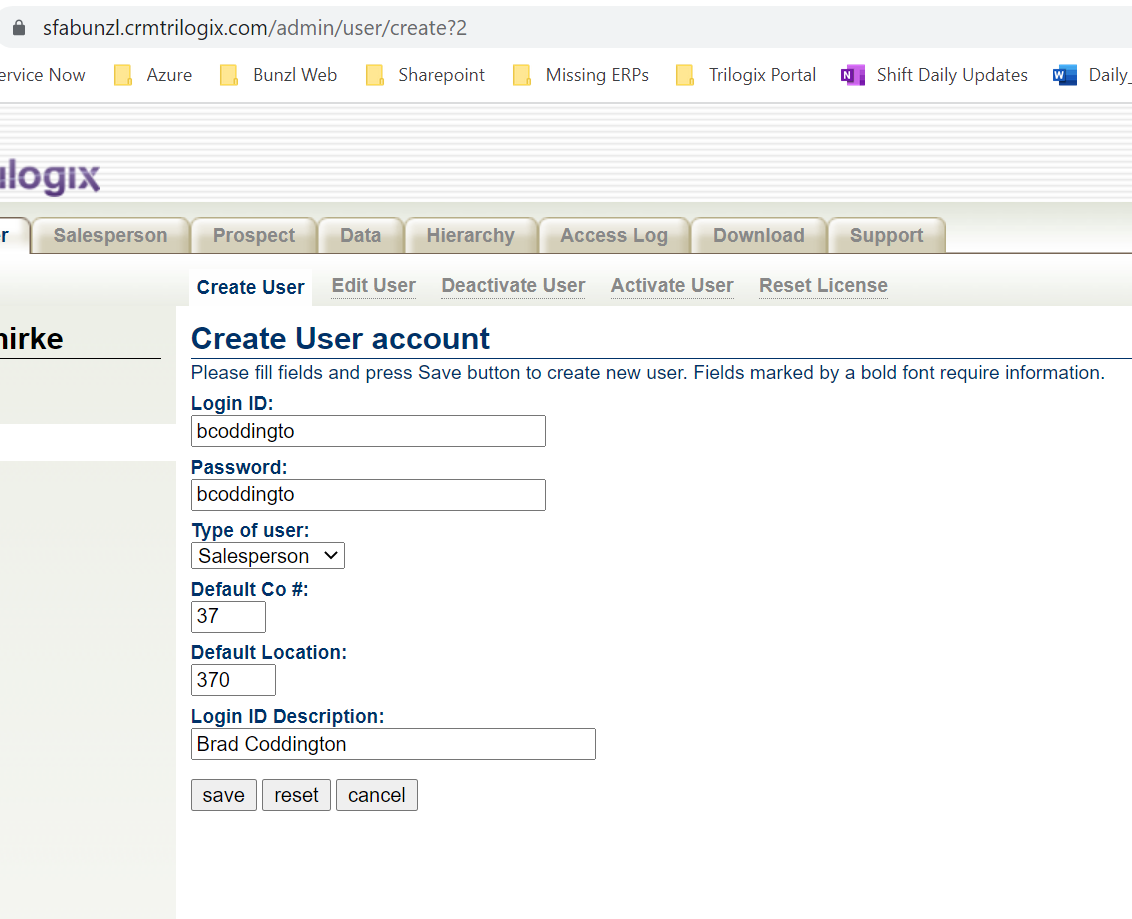 sfabunzl.crmtrilogix.com/admin/user/create?2
ervice Now Azure Bunzl Web Sharepoint Missing ERPs Trilogix Portal Shift Daily Updates Daily_
ilogix
r Salesperson Prospect Data Hierarchy Access Log Download Support
Create User Edit User Deactivate User Activate User Reset License
hirke
Create User account
Please fill fields and press Save button to create new user. Fields marked by a bold font require information.
Login ID:
bcoddingto
Password:
bcoddingto
Type of user:
Salesperson
Default Co #:
37
Default Location:
370
Login ID Description:
Brad Coddington
save reset cancel